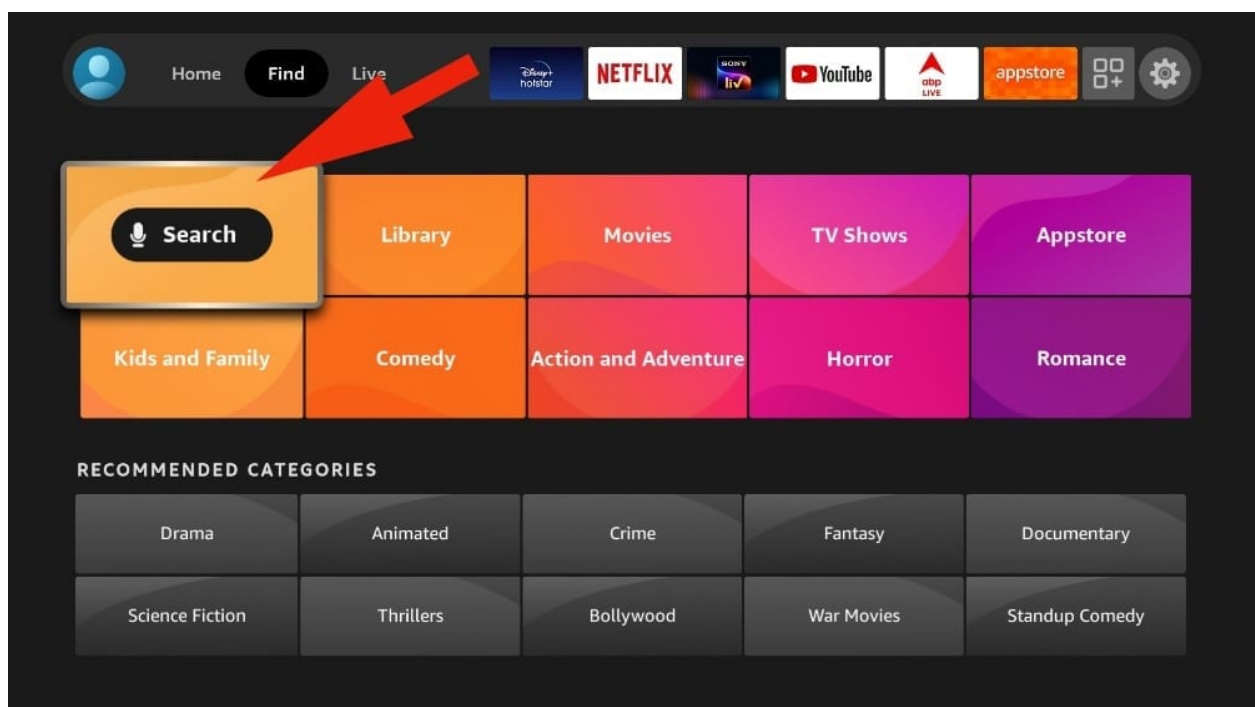 Home Find Live Disney+ hotstar NETFLIX SONY liv YouTube abp LIVE appstore
Search Library Movies TV Shows Appstore
Kids and Family Comedy Action and Adventure Horror Romance
RECOMMENDED CATEGORIES
Drama Animated Crime Fantasy Documentary
Science Fiction Thrillers Bollywood War Movies Standup Comedy